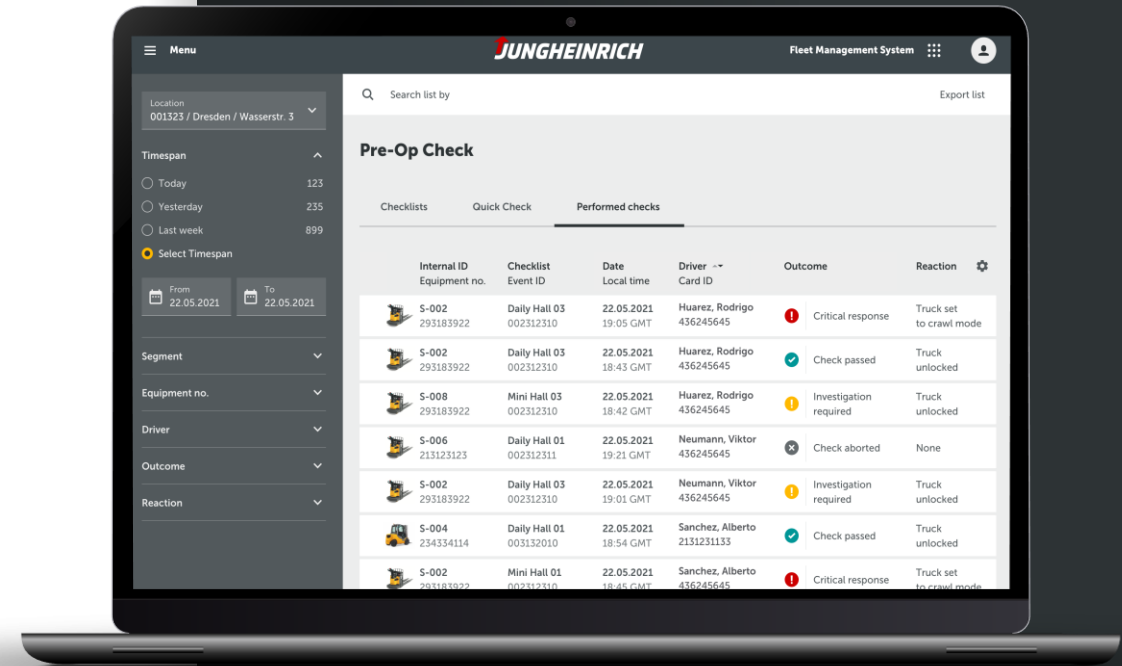 Menu
JUNGHEINRICH
Fleet Management System
Location
001323 / Dresden / Wasserstr. 3
Timespan
Today 123
Yesterday 235
Last week 899
Select Timespan
From
22.05.2021
To
22.05.2021
Segment
Equipment no.
Driver
Outcome
Reaction
Search list by
Export list
Pre-Op Check
Checklists Quick Check Performed checks
Internal ID Checklist Date Driver Outcome Reaction
Equipment no. Event ID Local time Card ID
S-002 Daily Hall 03 22.05.2021 Huarez, Rodrigo Critical response Truck set
293183922 002312310 19:05 GMT 436245645 to crawl mode
S-002 Daily Hall 03 22.05.2021 Huarez, Rodrigo Check passed Truck
293183922 002312310 18:43 GMT 436245645 unlocked
S-008 Mini Hall 03 22.05.2021 Huarez, Rodrigo Investigation Truck
293183922 002312310 18:42 GMT 436245645 required unlocked
S-006 Daily Hall 01 22.05.2021 Neumann, Viktor Check aborted None
213123123 002312311 19:21 GMT 436245645
S-002 Daily Hall 03 22.05.2021 Neumann, Viktor Investigation Truck
293183922 002312310 19:01 GMT 436245645 required unlocked
S-004 Daily Hall 01 22.05.2021 Sanchez, Alberto Check passed Truck
234334114 003132010 18:54 GMT 2131231133 unlocked
S-002 Mini Hall 01 22.05.2021 Sanchez, Alberto Critical response Truck set
293183922 002312310 18:45 GMT 436245645 to crawl mode